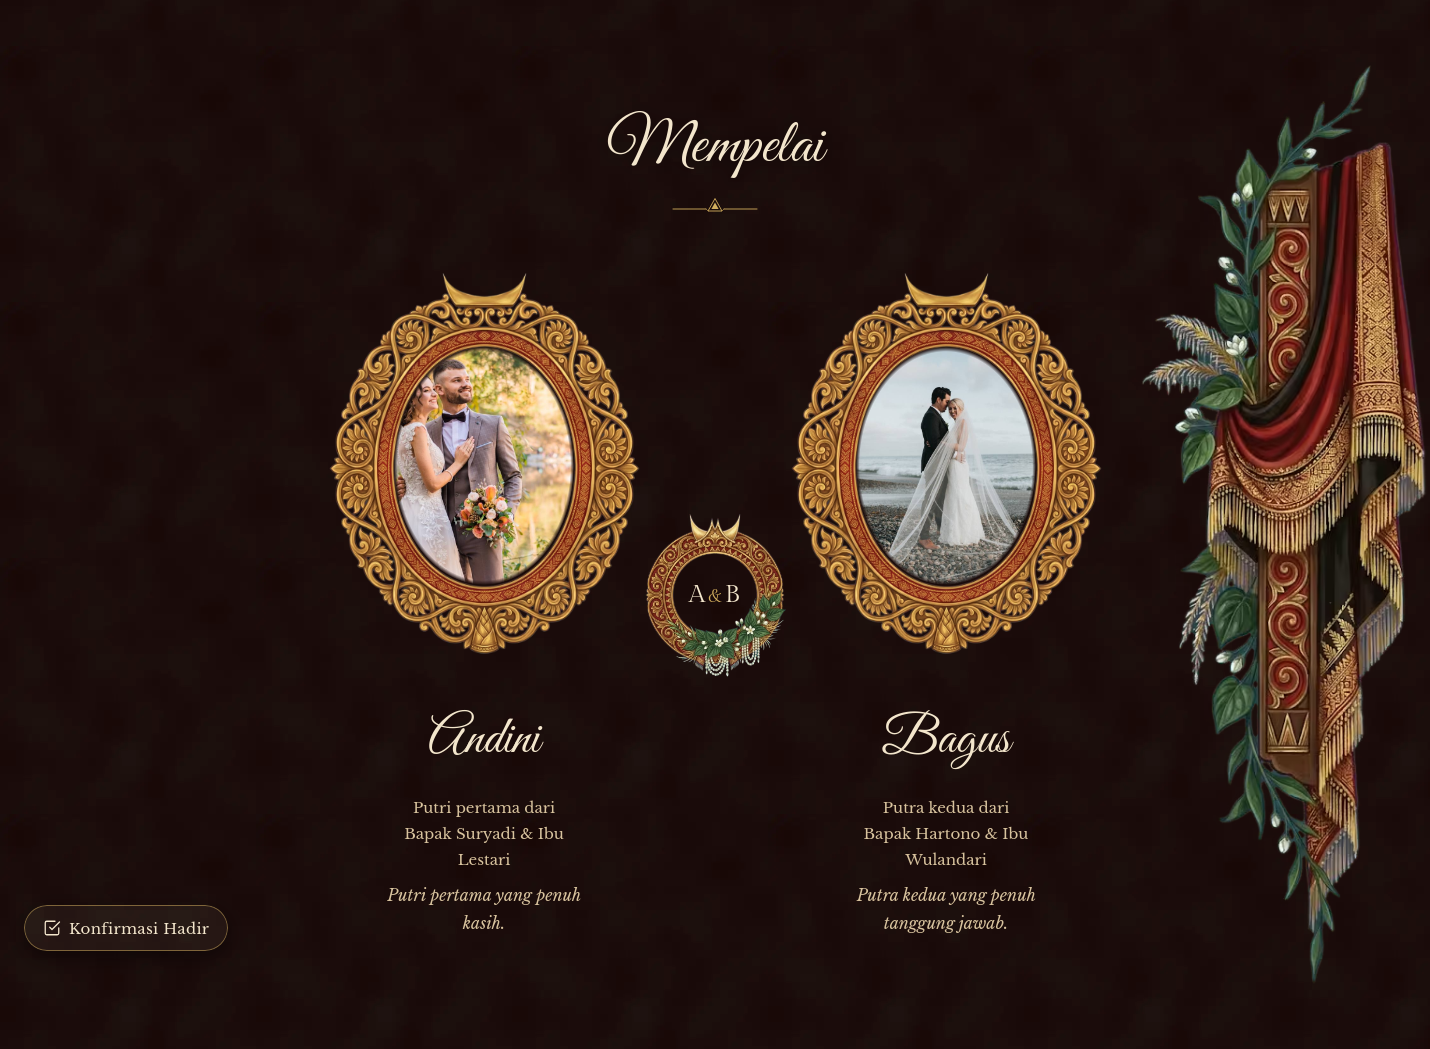 Mempelai
A & B
Andini
Putri pertama dari
Bapak Suryadi & Ibu
Lestari
Putri pertama yang penuh
kasih.
Bagus
Putra kedua dari
Bapak Hartono & Ibu
Wulandari
Putra kedua yang penuh
tanggung jawab.
Konfirmasi Hadir